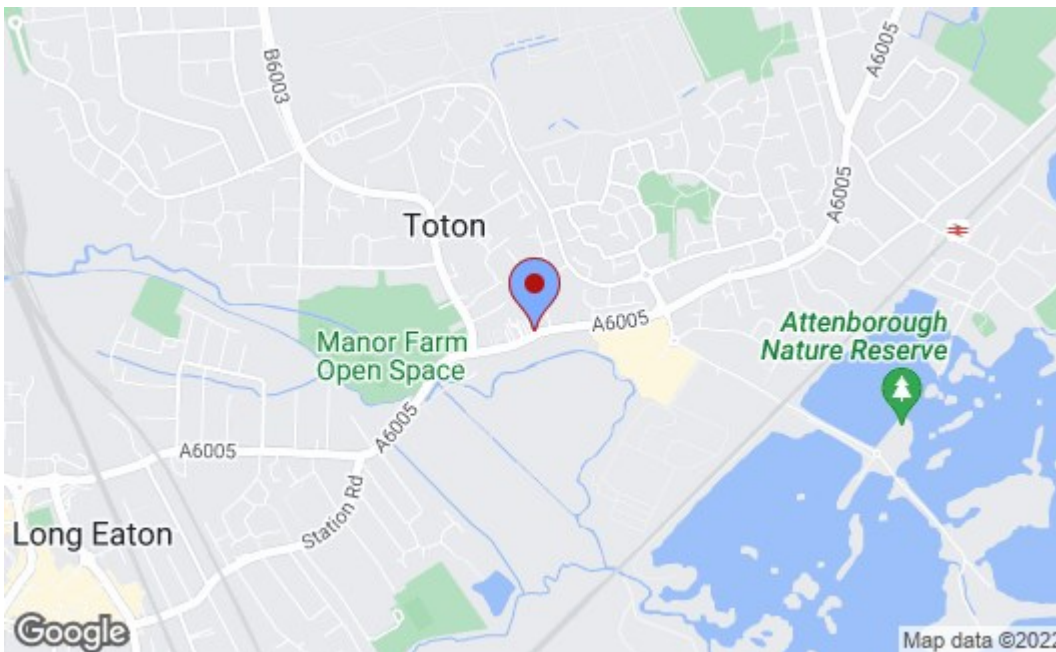 B6003
A6005
A6005
Toton
A6005
Manor Farm
Open Space
Attenborough
Nature Reserve
A6005
A6005
Station Rd
Long Eaton
Google
Map data ©2022